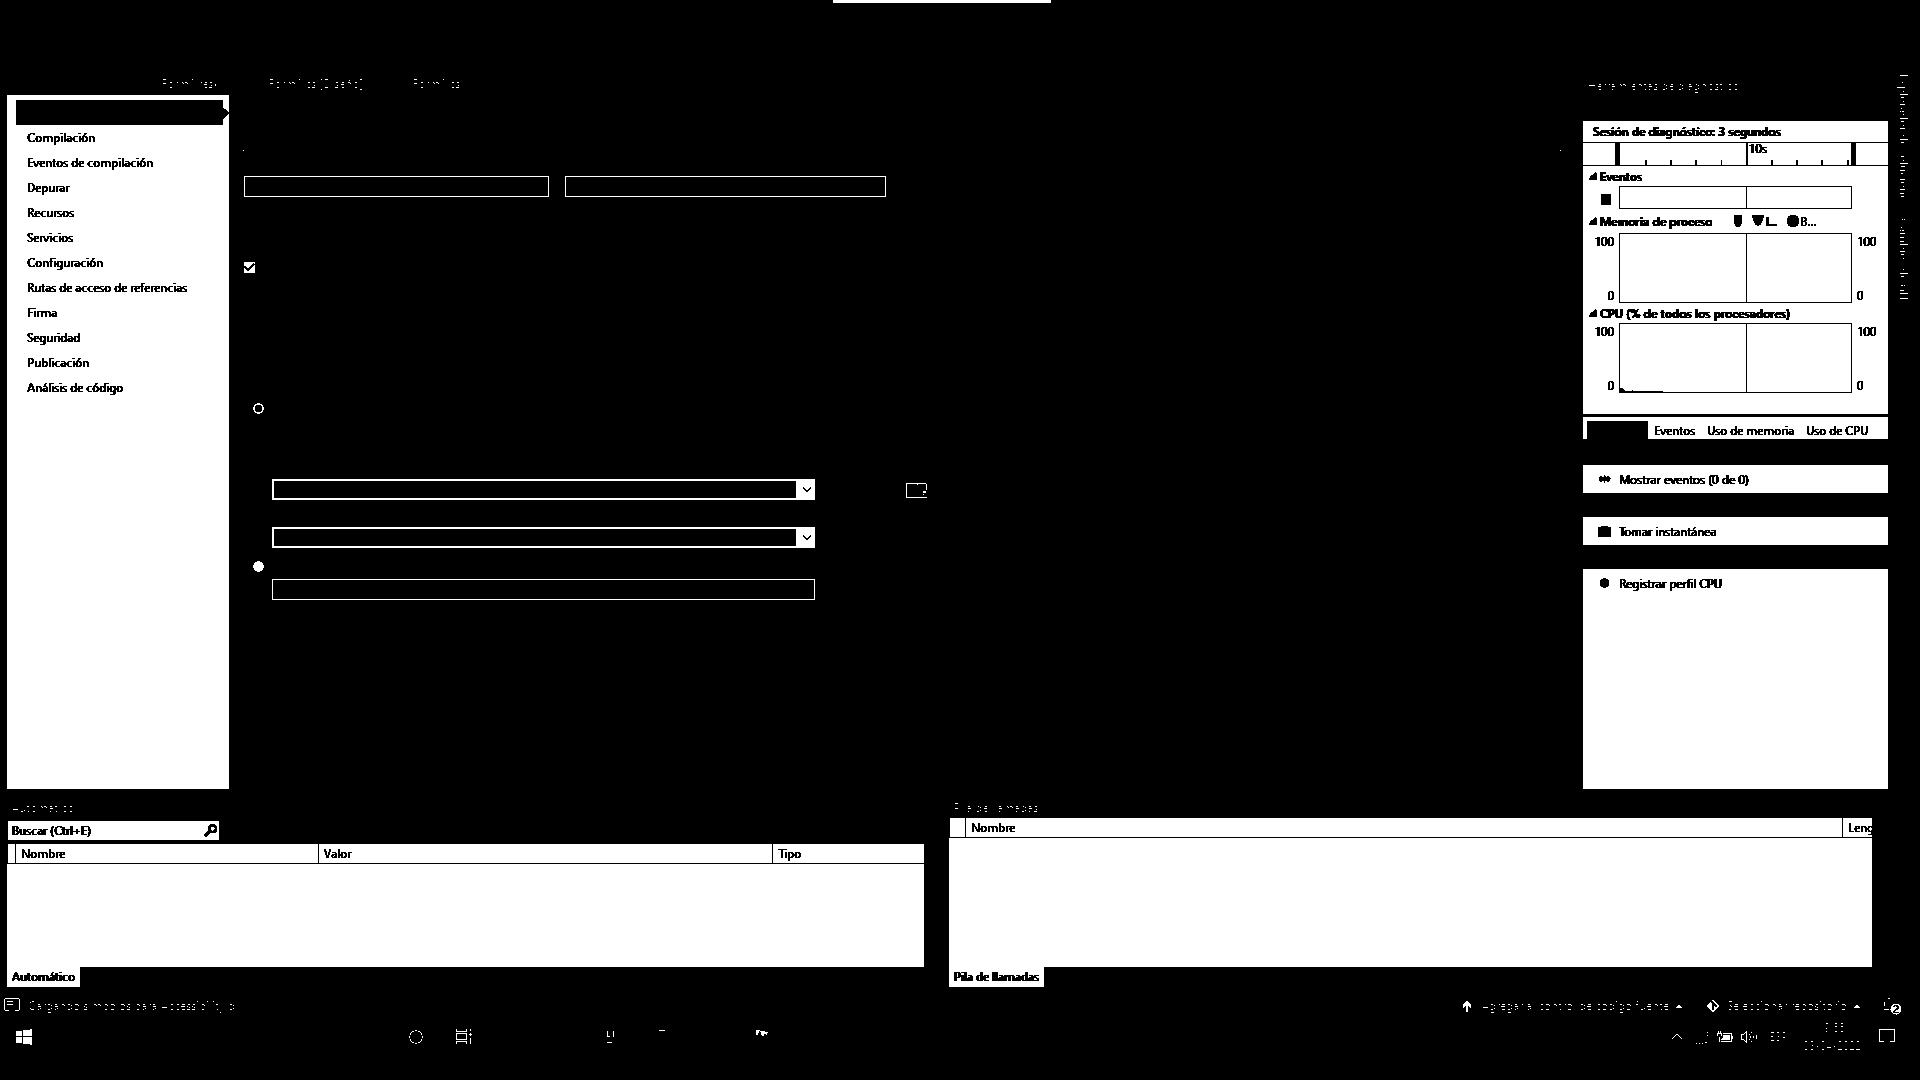 Compilación
Eventos de compilación
Depurar
Recursos
Servicios
Configuración
Rutas de acceso de referencias
Firma
Seguridad
Publicación
Análisis de código
Sesión de diagnóstico: 3 segundos
10s
Eventos
Memoria de proceso L... B...
100 100
0 0
CPU (% de todos los procesadores)
100 100
0 0
Eventos Uso de memoria Uso de CPU
Mostrar eventos (0 de 0)
Tomar instantánea
Registrar perfil CPU
Buscar (Ctrl+E)
Nombre Valor Tipo
Automático
Nombre Leng
Pila de llamadas
2